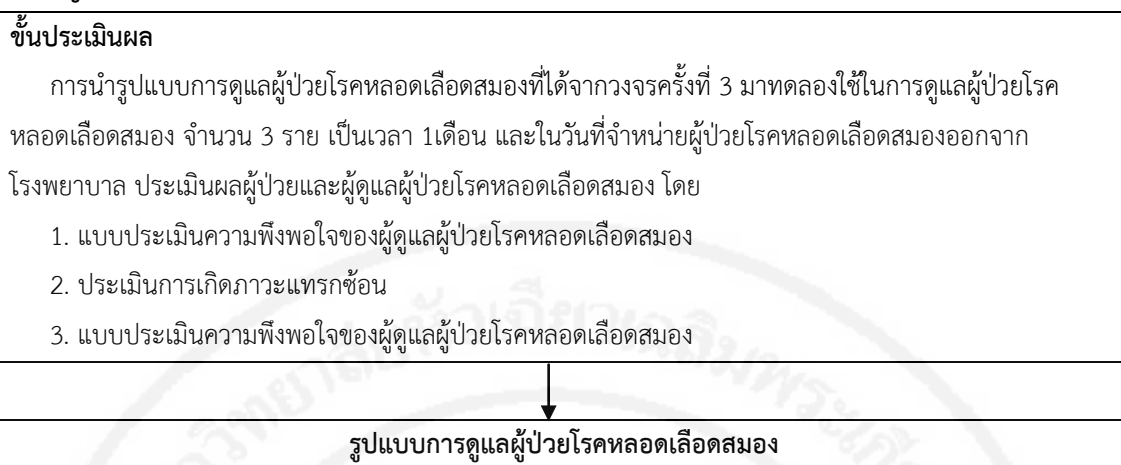 ขั้นประเมินผล
การนำรูปแบบการดูแลผู้ป่วยโรคหลอดเลือดสมองที่ได้จากวงจรครั้งที่ 3 มาทดลองใช้ในการดูแลผู้ป่วยโรค
หลอดเลือดสมอง จำนวน 3 ราย เป็นเวลา 1เดือน และในวันที่จำหน่ายผู้ป่วยโรคหลอดเลือดสมองออกจาก
โรงพยาบาล ประเมินผลผู้ป่วยและผู้ดูแลผู้ป่วยโรคหลอดเลือดสมอง โดย
1. แบบประเมินความพึงพอใจของผู้ดูแลผู้ป่วยโรคหลอดเลือดสมอง
2. ประเมินการเกิดภาวะแทรกซ้อน
3. แบบประเมินความพึงพอใจของผู้ดูแลผู้ป่วยโรคหลอดเลือดสมอง
รูปแบบการดูแลผู้ป่วยโรคหลอดเลือดสมอง